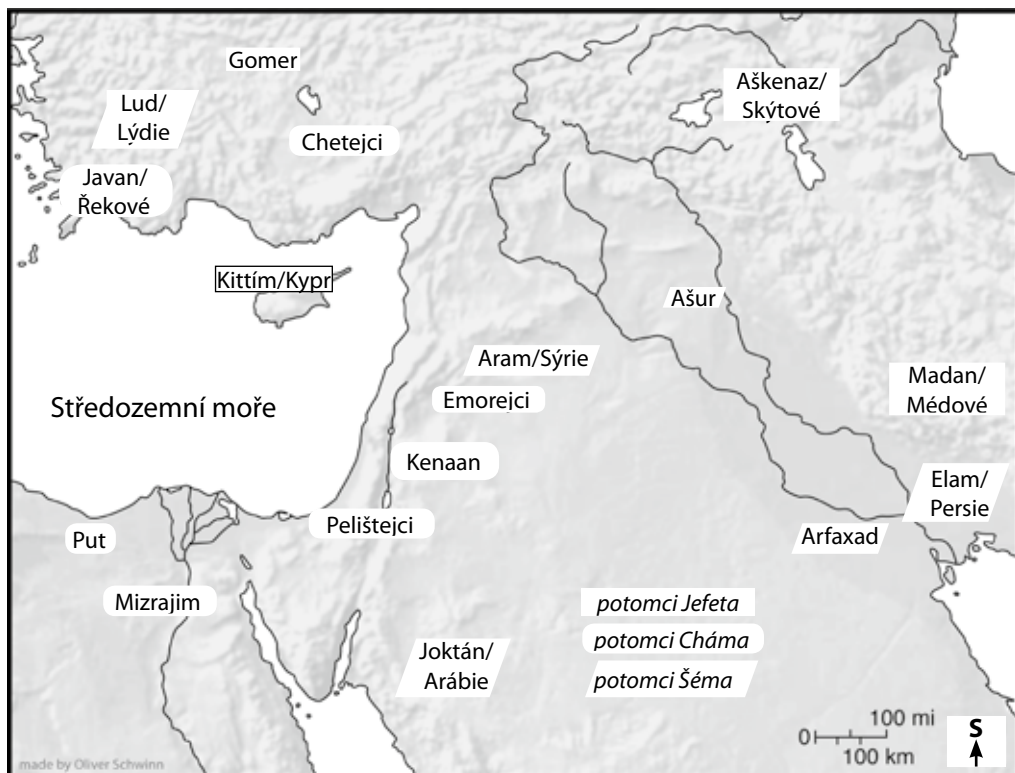 Gomer
Lud/
Lýdie
Chetejci
Aškenaz/
Skýtové
Javan/
Řekové
Kittím/Kypr
Ašur
Aram/Sýrie
Emorejci
Madan/
Médové
Středozemní moře
Kenaan
Elam/
Persie
Pelištejci
Put
Arfaxad
Mizrajim
potomci Jefeta
potomci Cháma
potomci Šéma
Joktán/
Arábie
100 mi
0
100 km
S
made by Oliver Schwinn